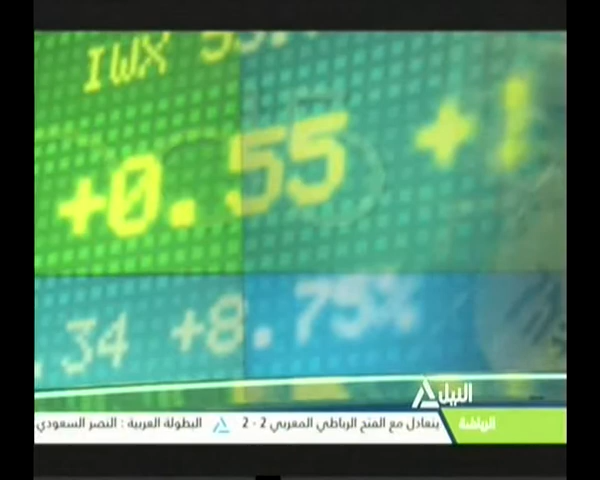 IWX
+0.55 +1
.34 +8.75%
النيل
الرياضة
يتعادل مع الفتح الرباطي المغربي 2 - 2
البطولة العربية : النصر السعودي